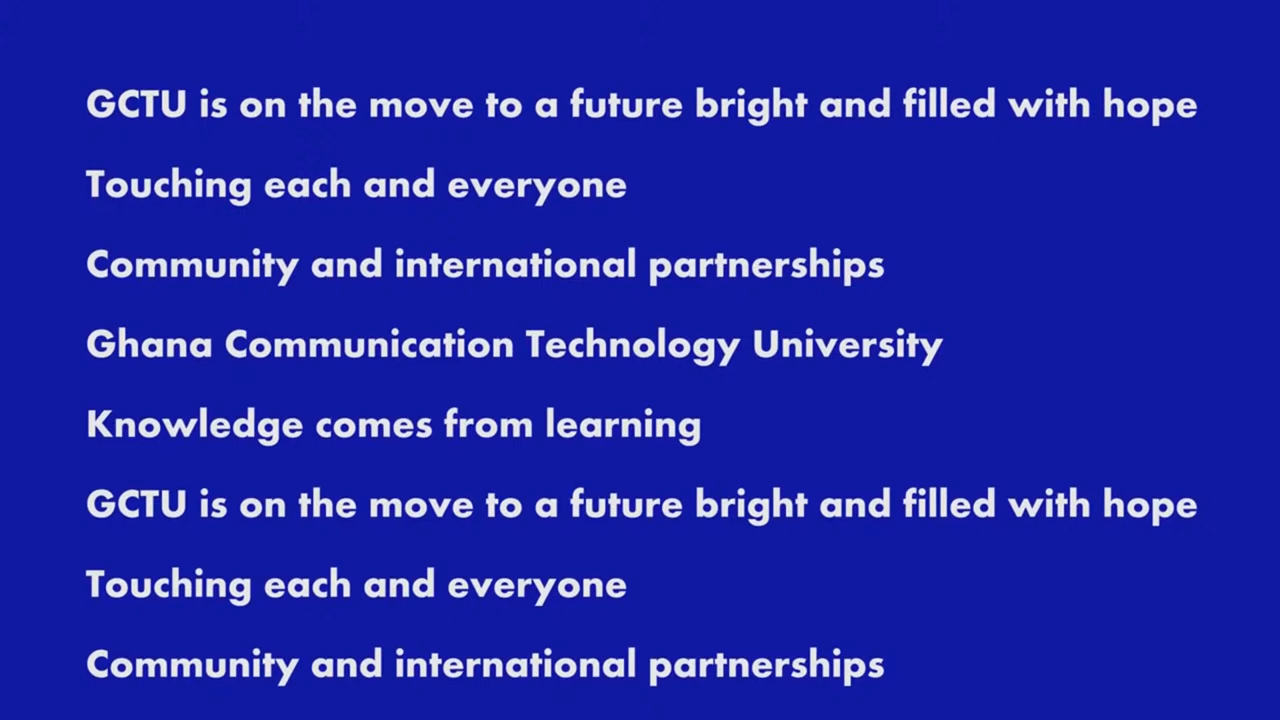 GCTU is on the move to a future bright and filled with hope
Touching each and everyone
Community and international partnerships
Ghana Communication Technology University
Knowledge comes from learning
GCTU is on the move to a future bright and filled with hope
Touching each and everyone
Community and international partnerships